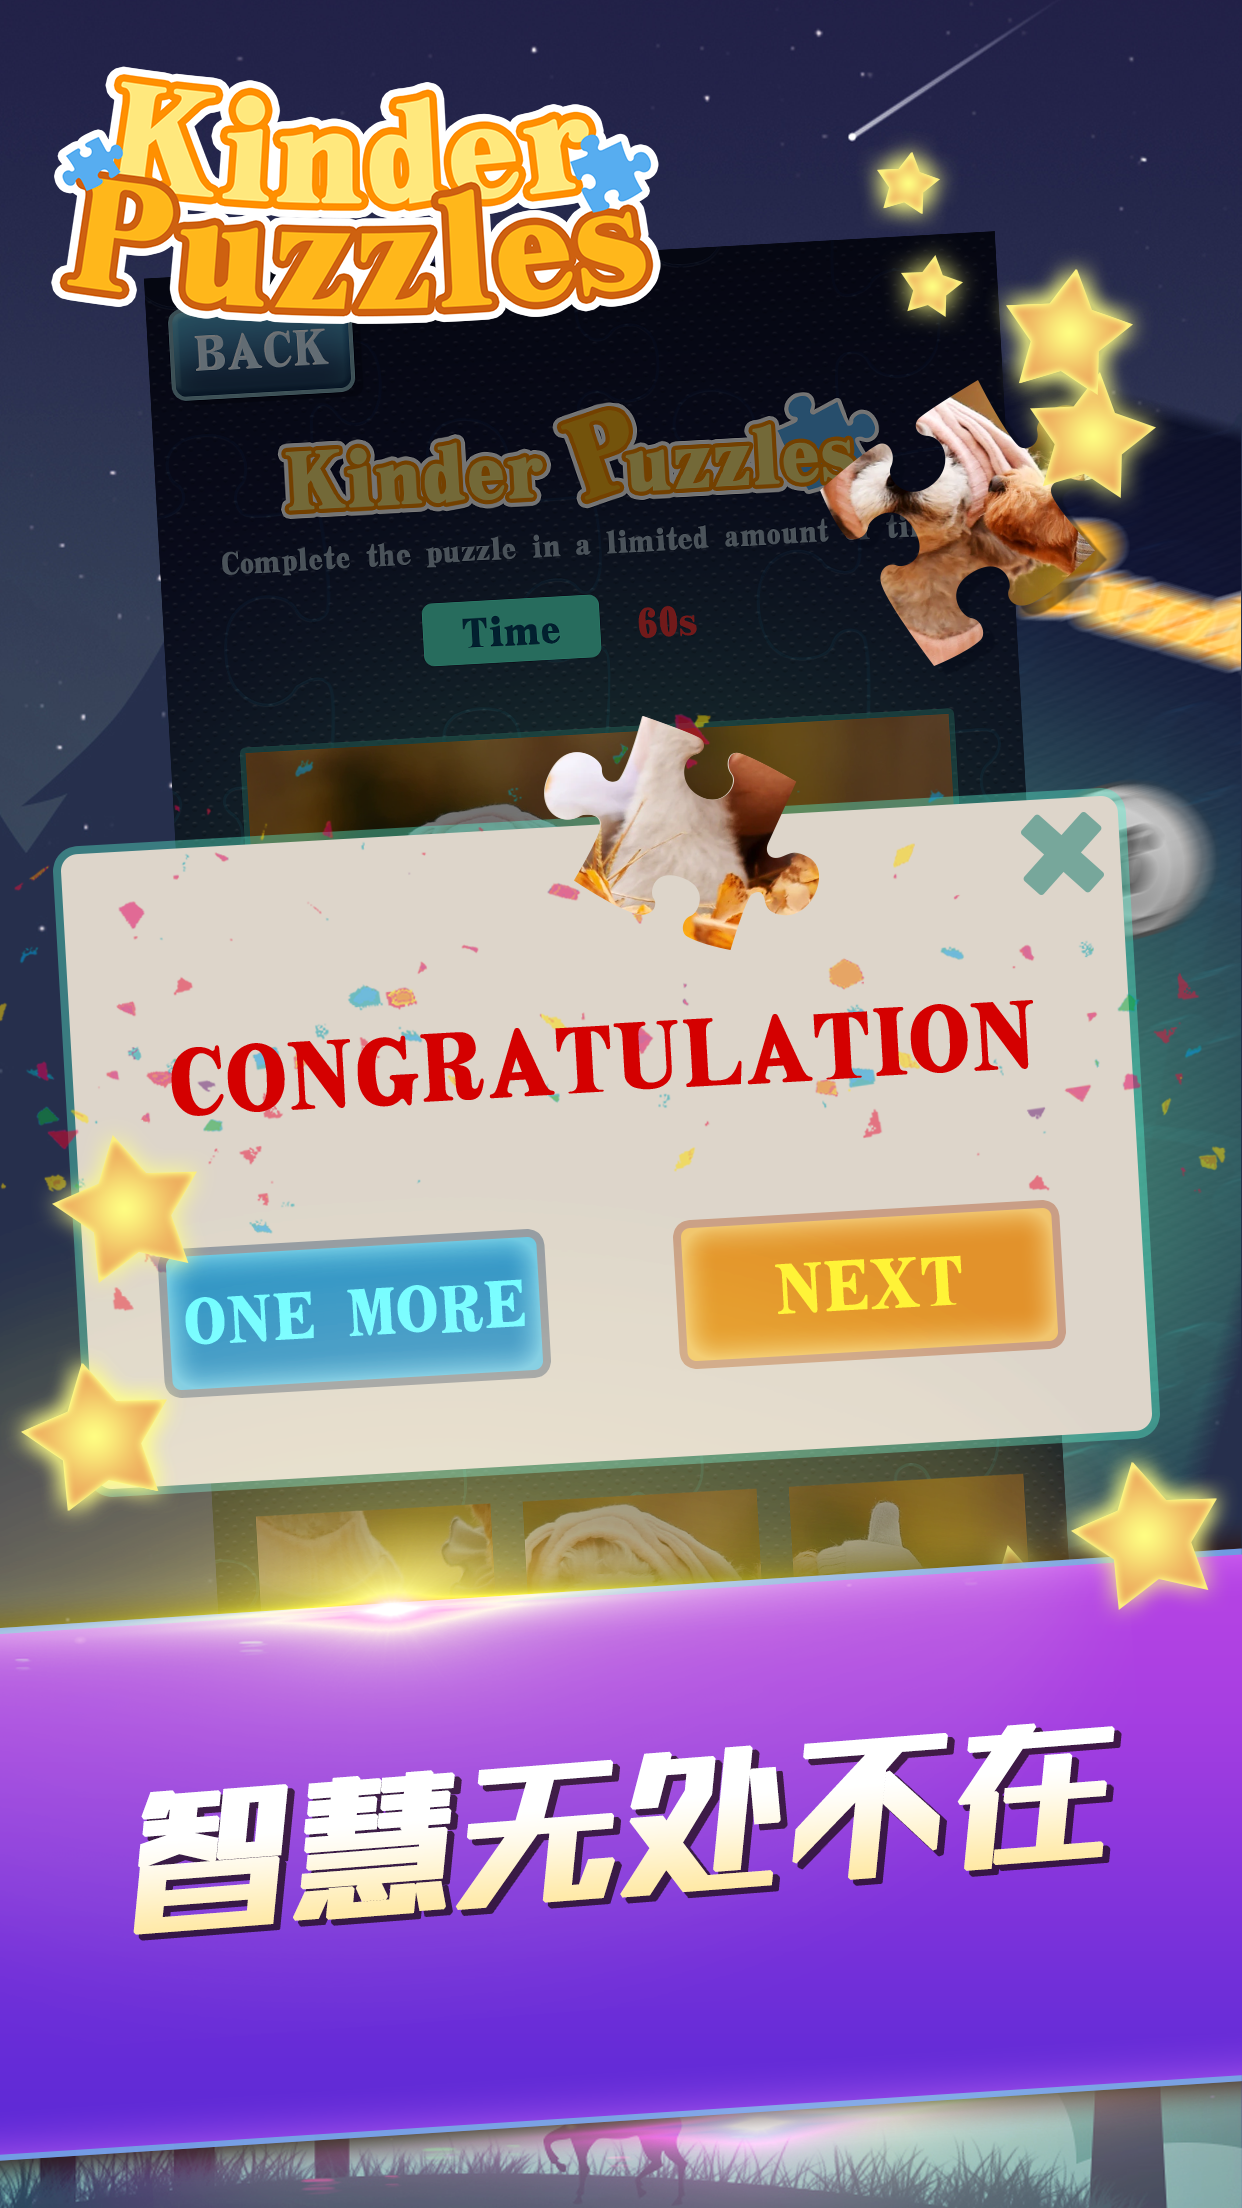 Kinder
Puzzles
BACK
Kinder Puzzles
Complete the puzzle in a limited amount
Time 60s
CONGRATULATION
ONE MORE NEXT
智慧无处不在